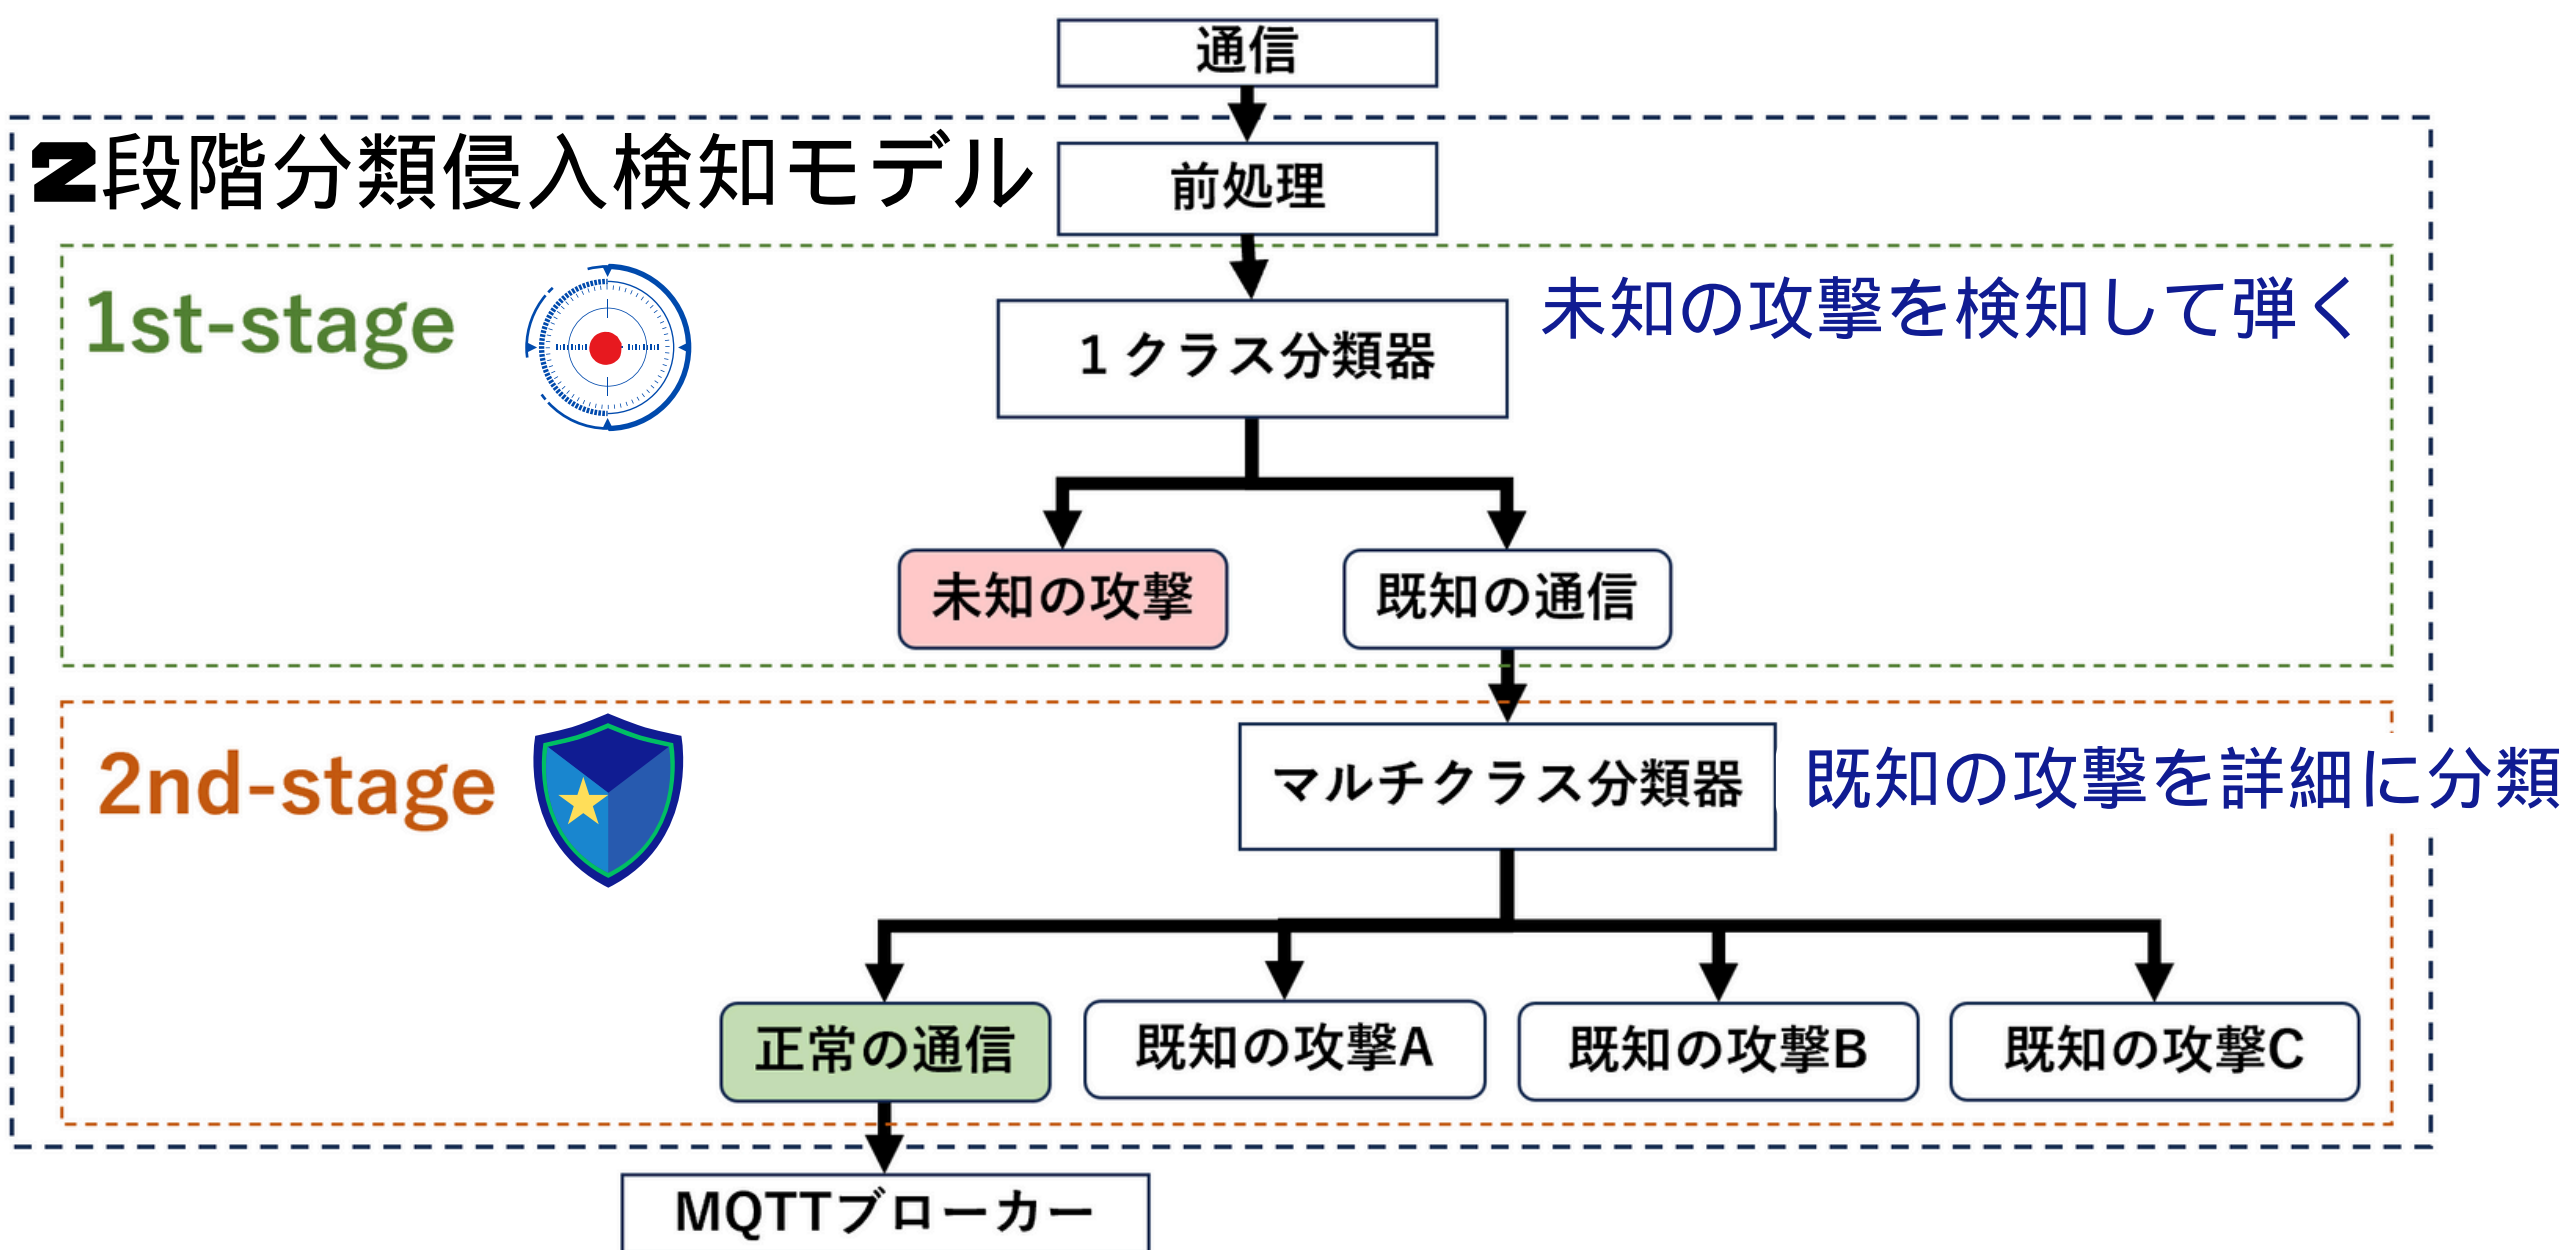 通信
2段階分類侵入検知モデル
前処理
1st-stage
1 クラス分類器
未知の攻撃を検知して弾く
未知の攻撃
既知の通信
2nd-stage
マルチクラス分類器
既知の攻撃を詳細に分類
正常の通信
既知の攻撃A
既知の攻撃B
既知の攻撃C
MQTTブローカー